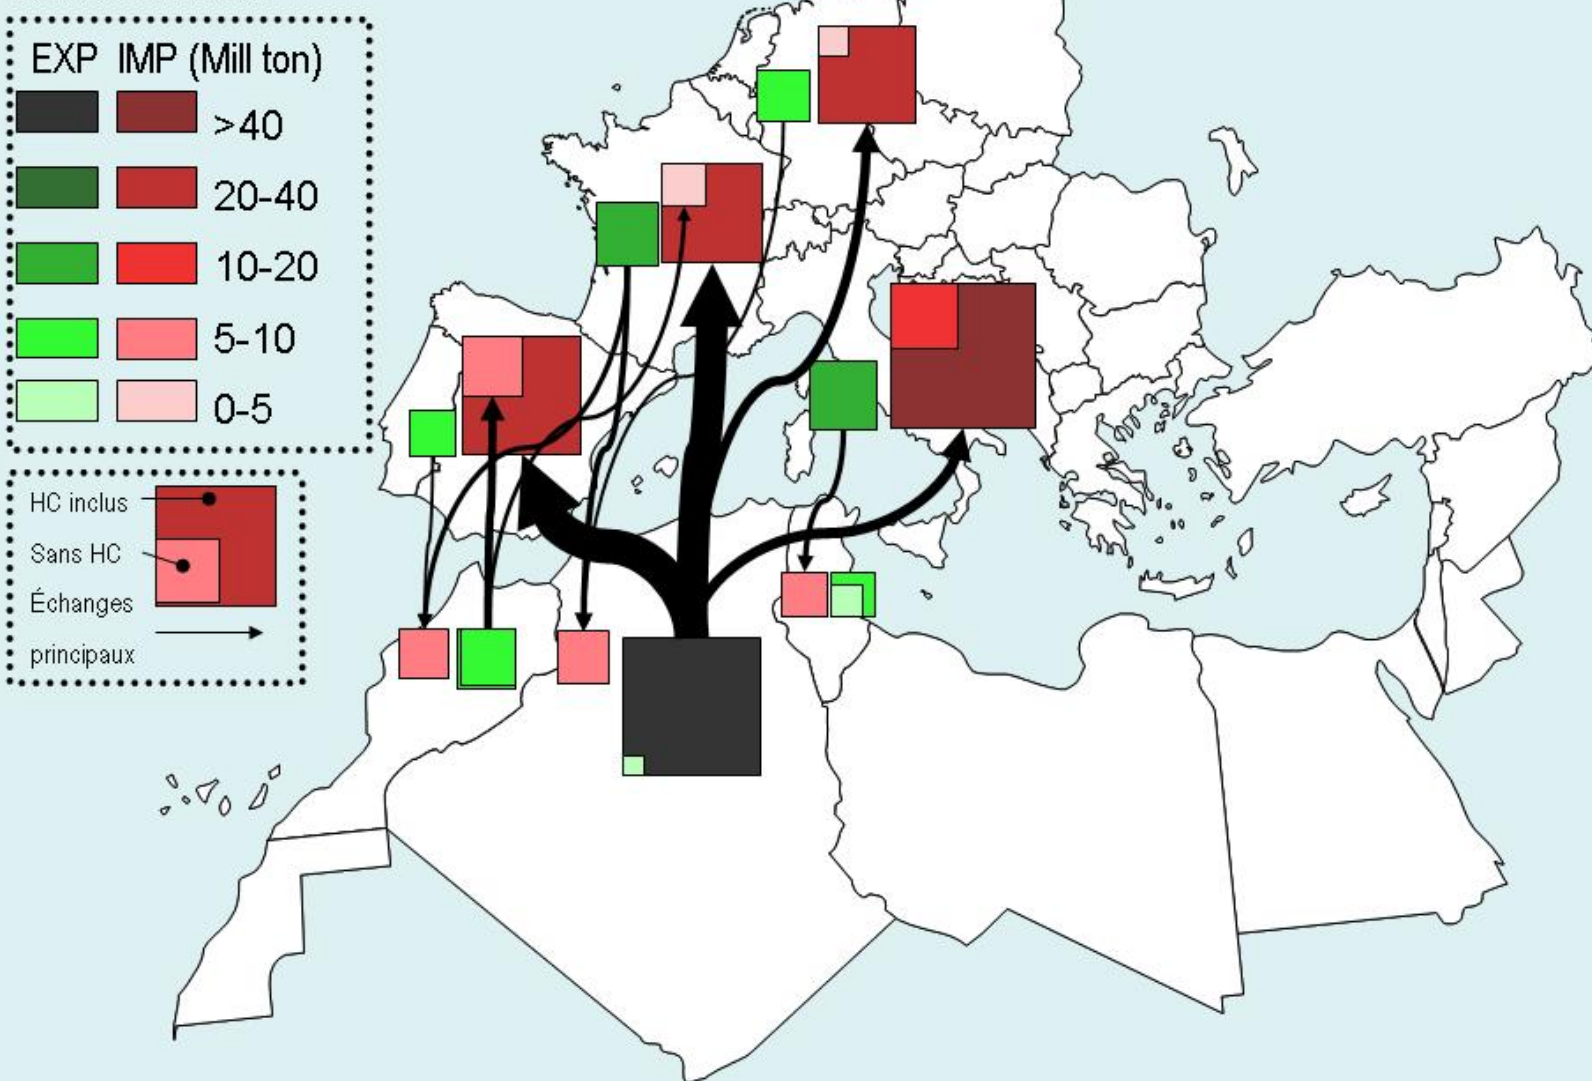 EXP IMP (Mill ton)
>40
20-40
10-20
5-10
0-5
HC inclus
Sans HC
Échanges
principaux